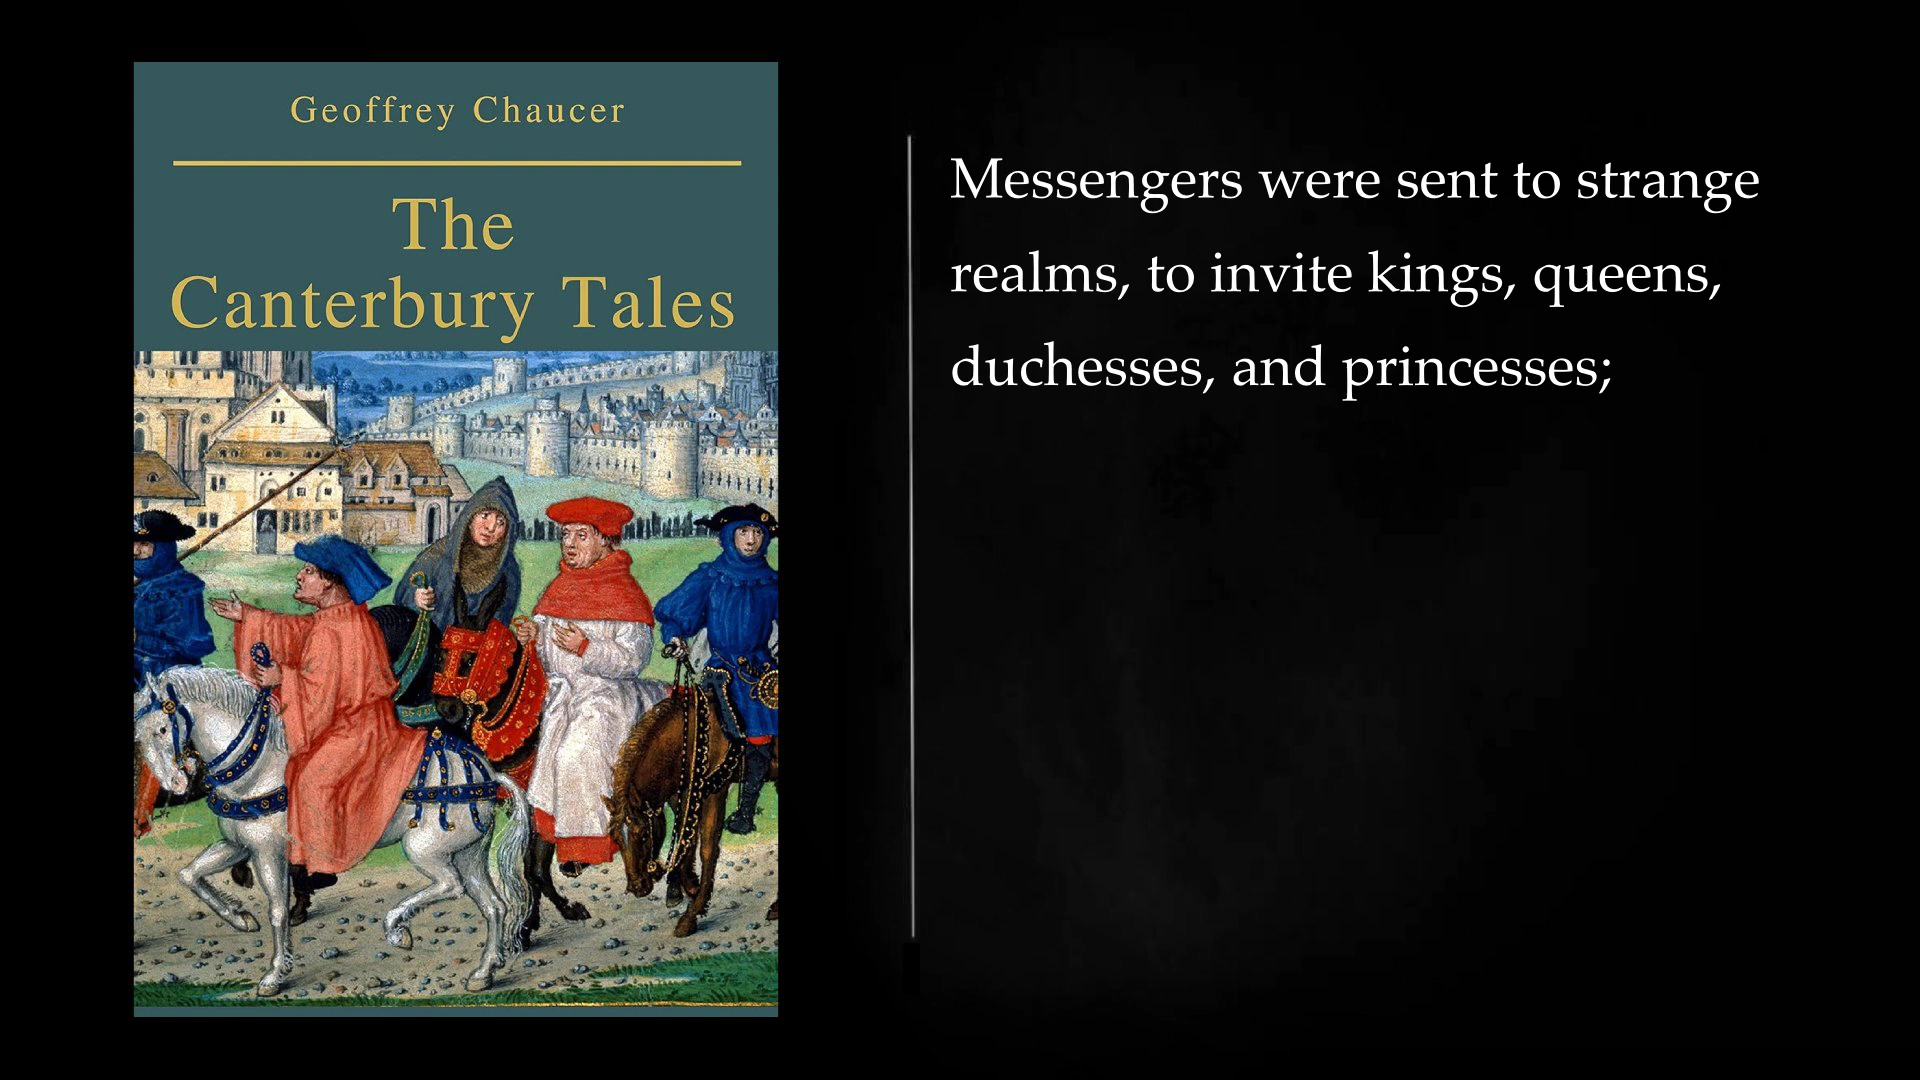 Geoffrey Chaucer
The
Canterbury Tales
Messengers were sent to strange
realms, to invite kings, queens,
duchesses, and princesses;